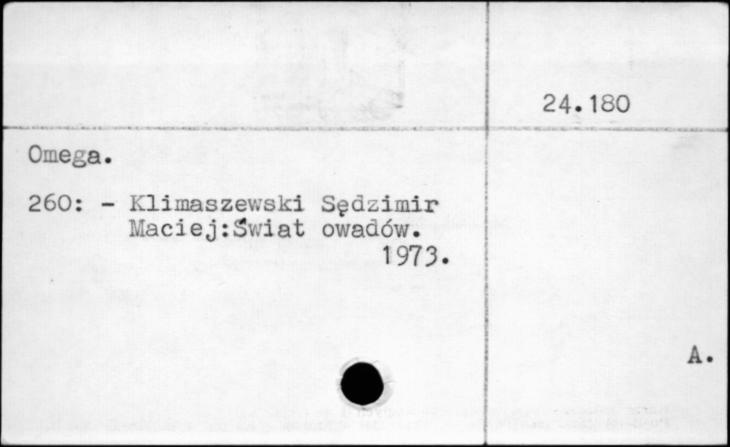 24.180
Omega.
260: - Klimaszewski Sędzimir
Maciej:Świat owadów.
1973.
A.